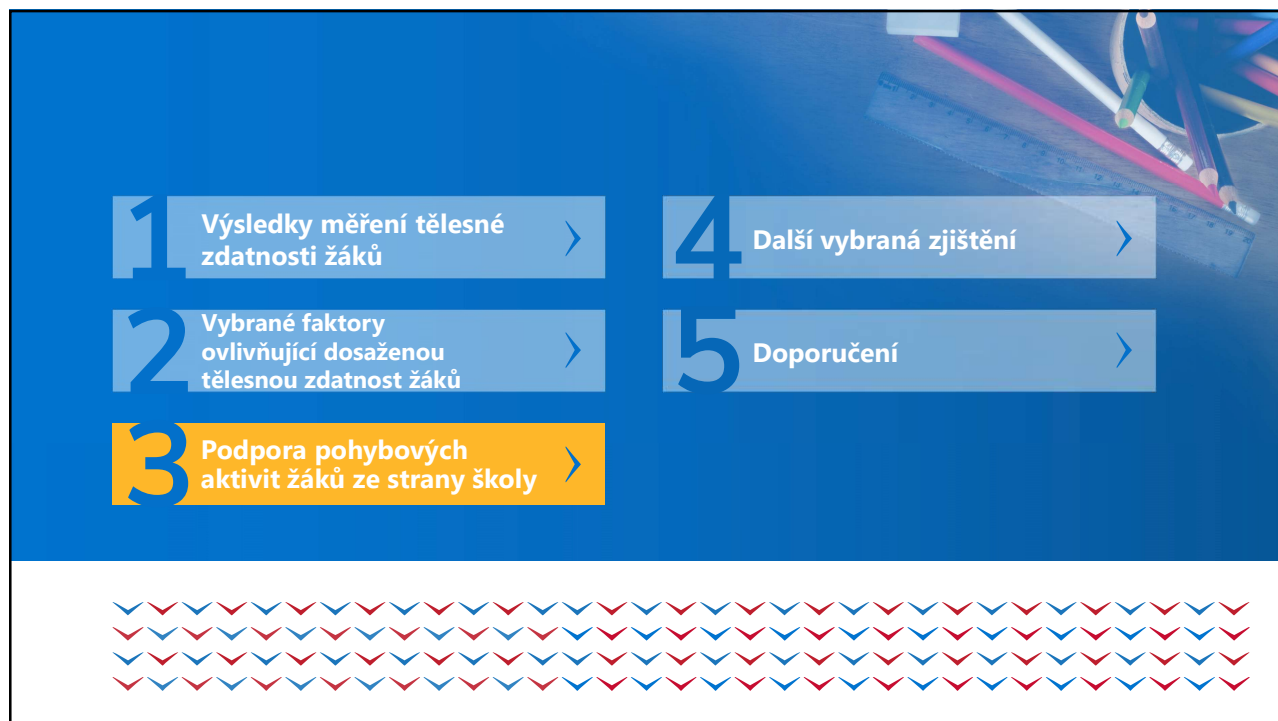 1
Výsledky měření tělesné
zdatnosti žáků
2
Vybrané faktory
ovlivňující dosaženou
tělesnou zdatnost žáků
3
Podpora pohybových
aktivit žáků ze strany školy
4
Další vybraná zjištění
5
Doporučení